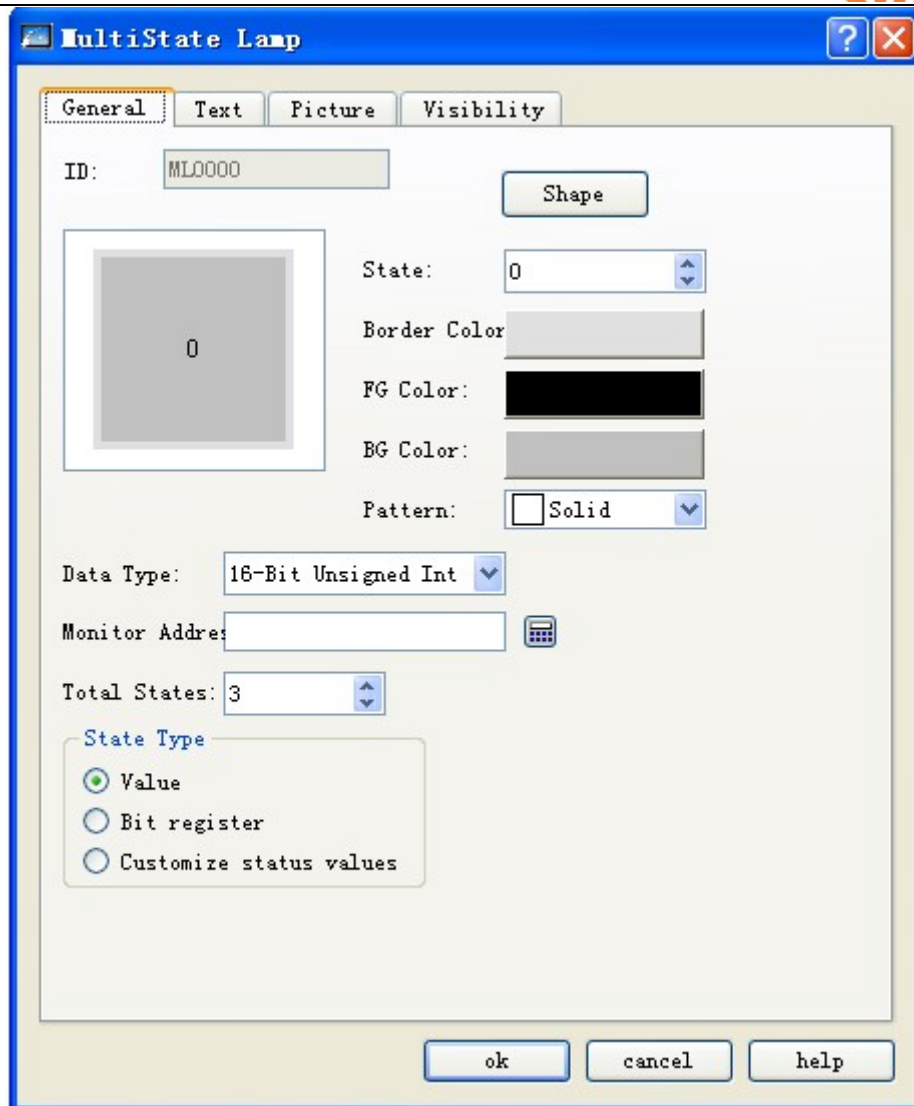 MultiState Lamp
General Text Picture Visibility
ID: ML0000
Shape
0
State: 0
Border Color
FG Color:
BG Color:
Pattern: Solid
Data Type: 16-Bit Unsigned Int
Monitor Addres
Total States: 3
State Type
Value
Bit register
Customize status values
ok cancel help